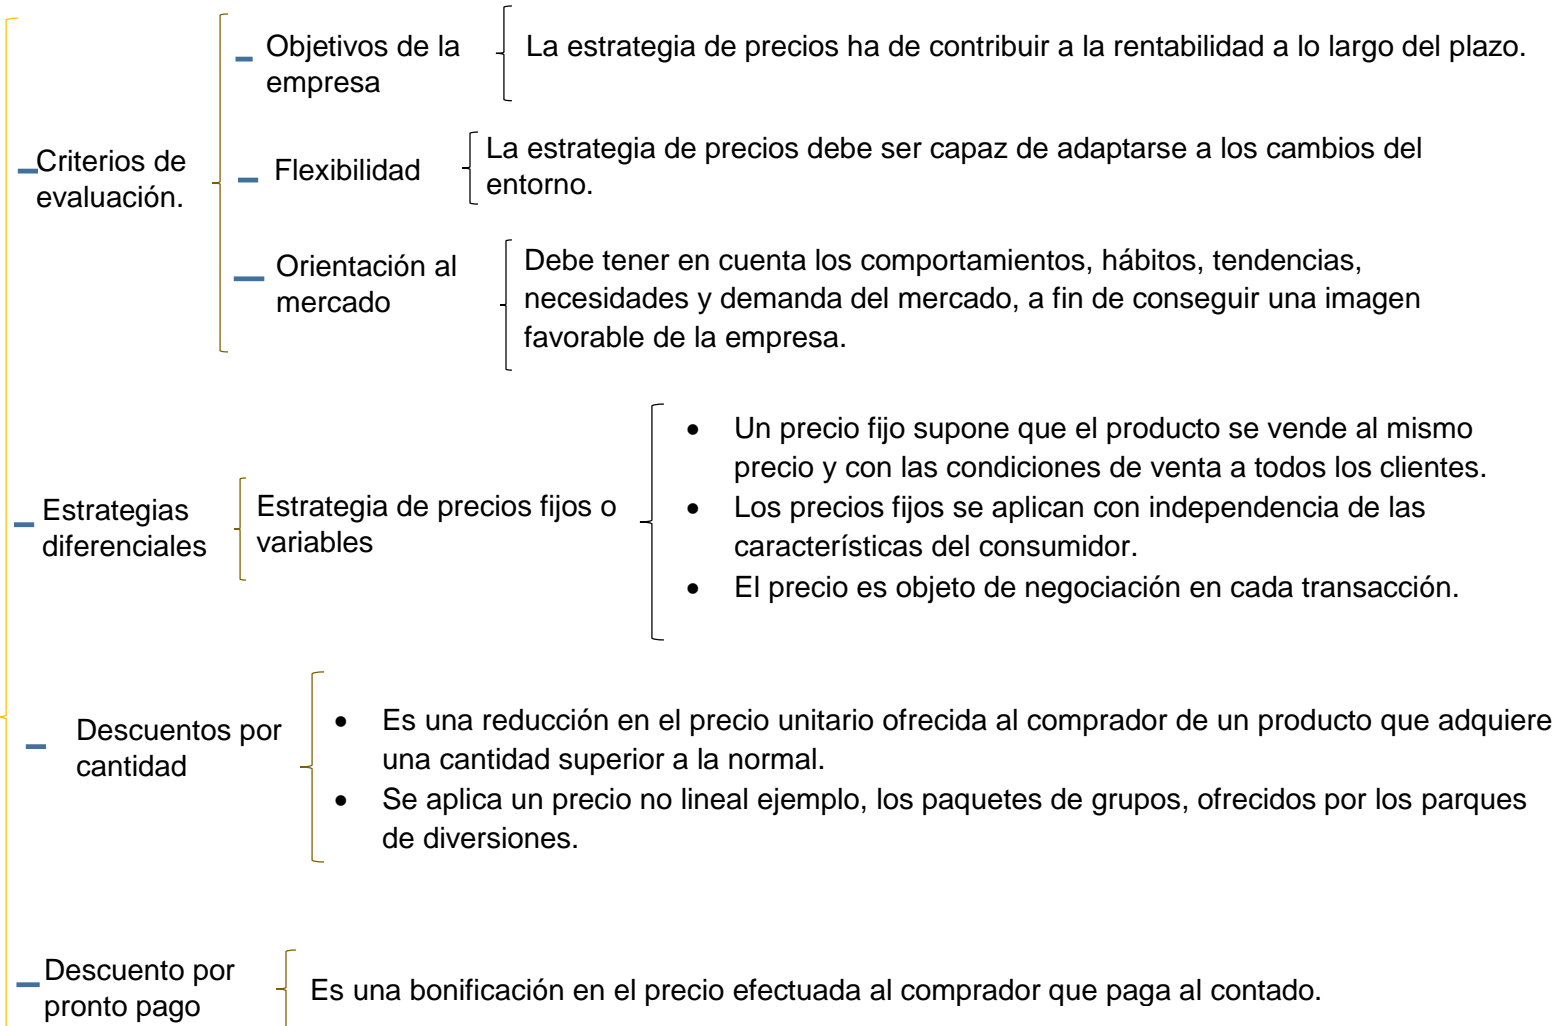 Criterios de
evaluación.
Objetivos de la
empresa
La estrategia de precios ha de contribuir a la rentabilidad a lo largo del plazo.
Flexibilidad
La estrategia de precios debe ser capaz de adaptarse a los cambios del
entorno.
Orientación al
mercado
Debe tener en cuenta los comportamientos, hábitos, tendencias,
necesidades y demanda del mercado, a fin de conseguir una imagen
favorable de la empresa.
Estrategias
diferenciales
Estrategia de precios fijos o
variables
• Un precio fijo supone que el producto se vende al mismo
precio y con las condiciones de venta a todos los clientes.
• Los precios fijos se aplican con independencia de las
características del consumidor.
• El precio es objeto de negociación en cada transacción.
Descuentos por
cantidad
• Es una reducción en el precio unitario ofrecida al comprador de un producto que adquiere
una cantidad superior a la normal.
• Se aplica un precio no lineal ejemplo, los paquetes de grupos, ofrecidos por los parques
de diversiones.
Descuento por
pronto pago
Es una bonificación en el precio efectuada al comprador que paga al contado.